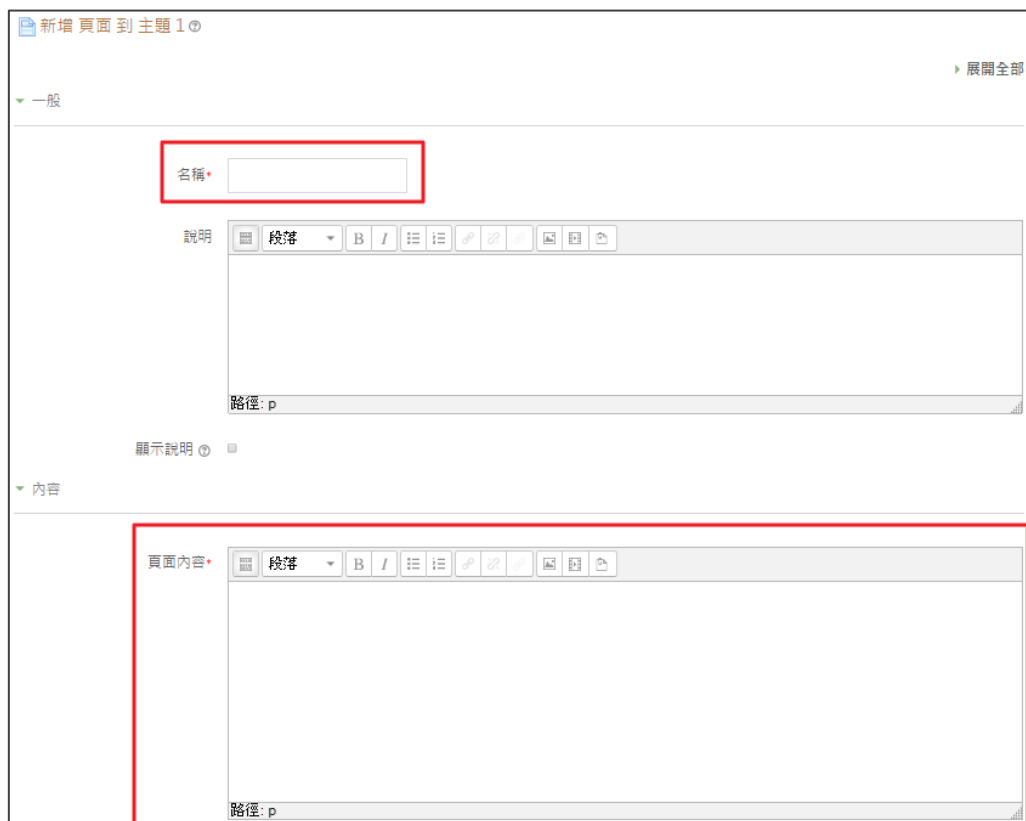 新增 頁面 到 主題 1
展開全部
一般
名稱*
說明 段落 B I
路徑: p
顯示說明
內容
頁面內容* 段落 B I
路徑: p